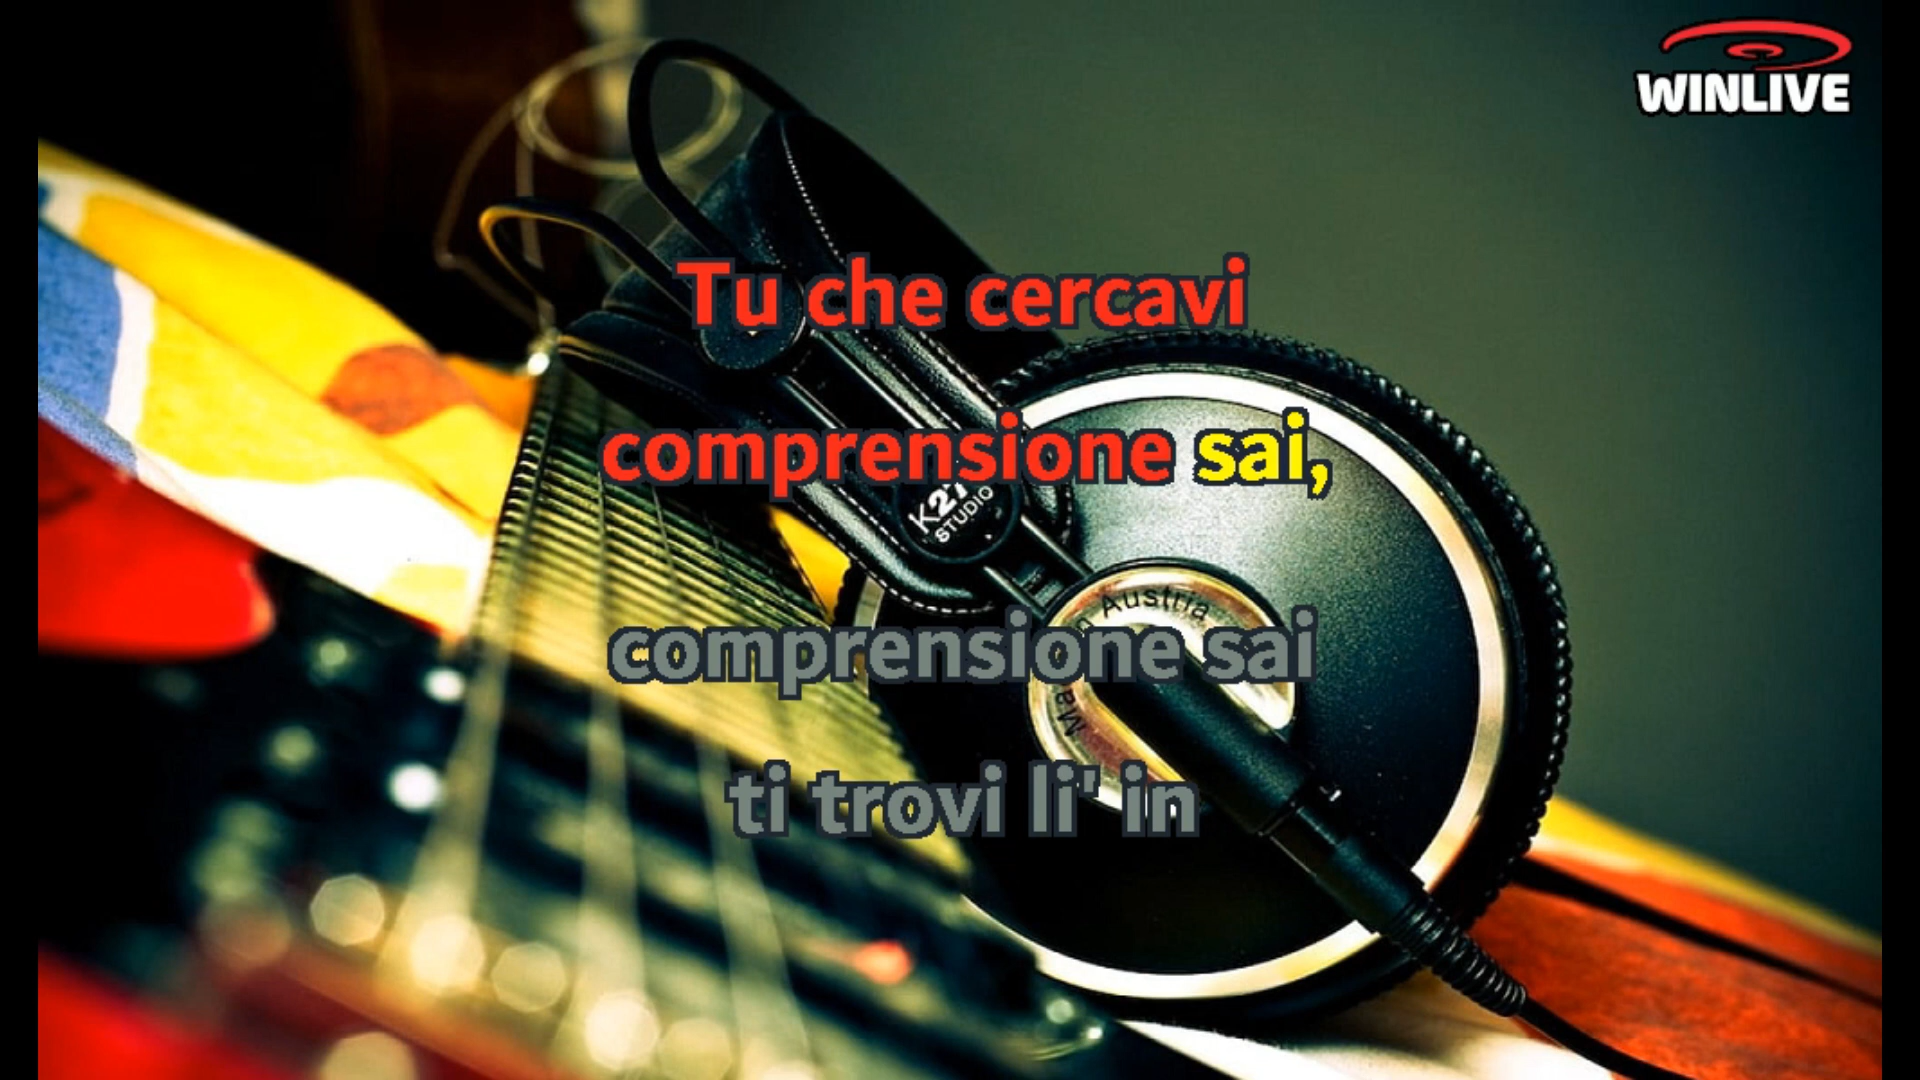 WINLIVE
Tu che cercavi
comprensione sai,
K27
STUDIO
Austria
comprensione sai
ti trovi li' in